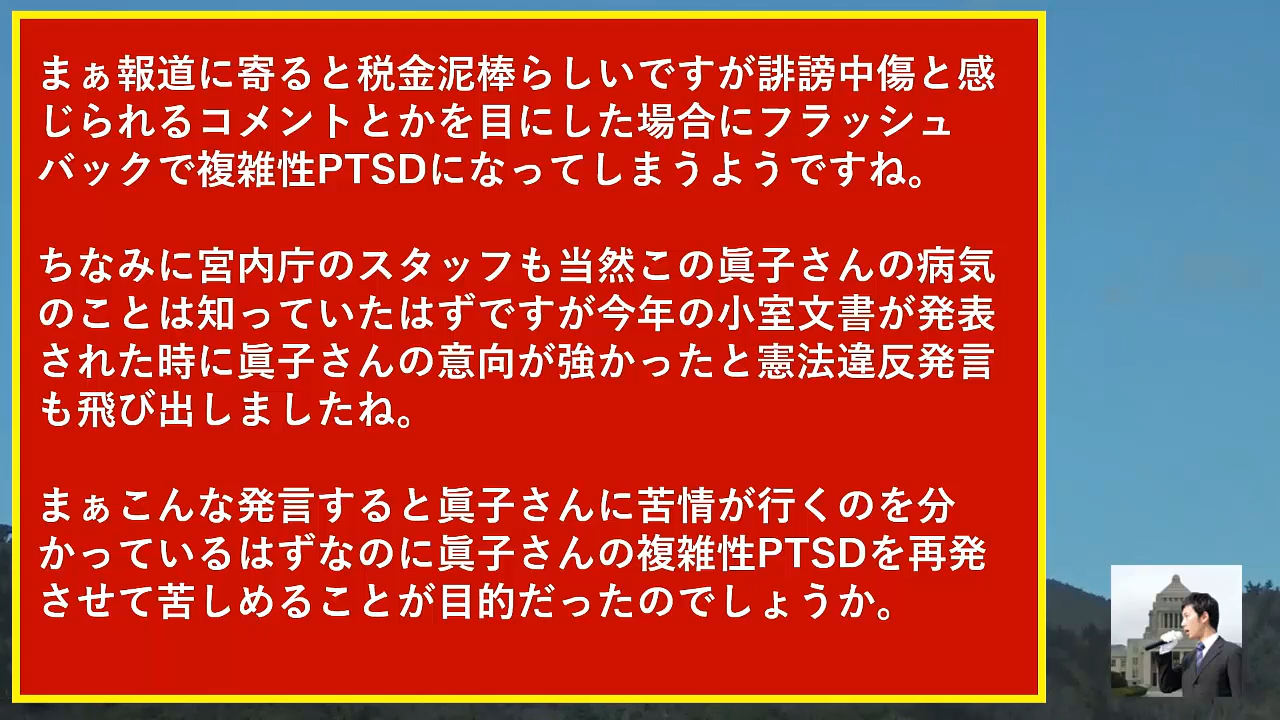 まぁ報道に寄ると税金泥棒らしいですが誹謗中傷と感
じられるコメントとかを目にした場合にフラッシュ
バックで複雑性PTSDになってしまうようですね。
ちなみに宮内庁のスタッフも当然この眞子さんの病気
のことは知っていたはずですが今年の小室文書が発表
された時に眞子さんの意向が強かったと憲法違反発言
も飛び出しましたね。
まぁこんな発言すると眞子さんに苦情が行くのを分
かっているはずなのに眞子さんの複雑性PTSDを再発
させて苦しめることが目的だったのでしょうか。